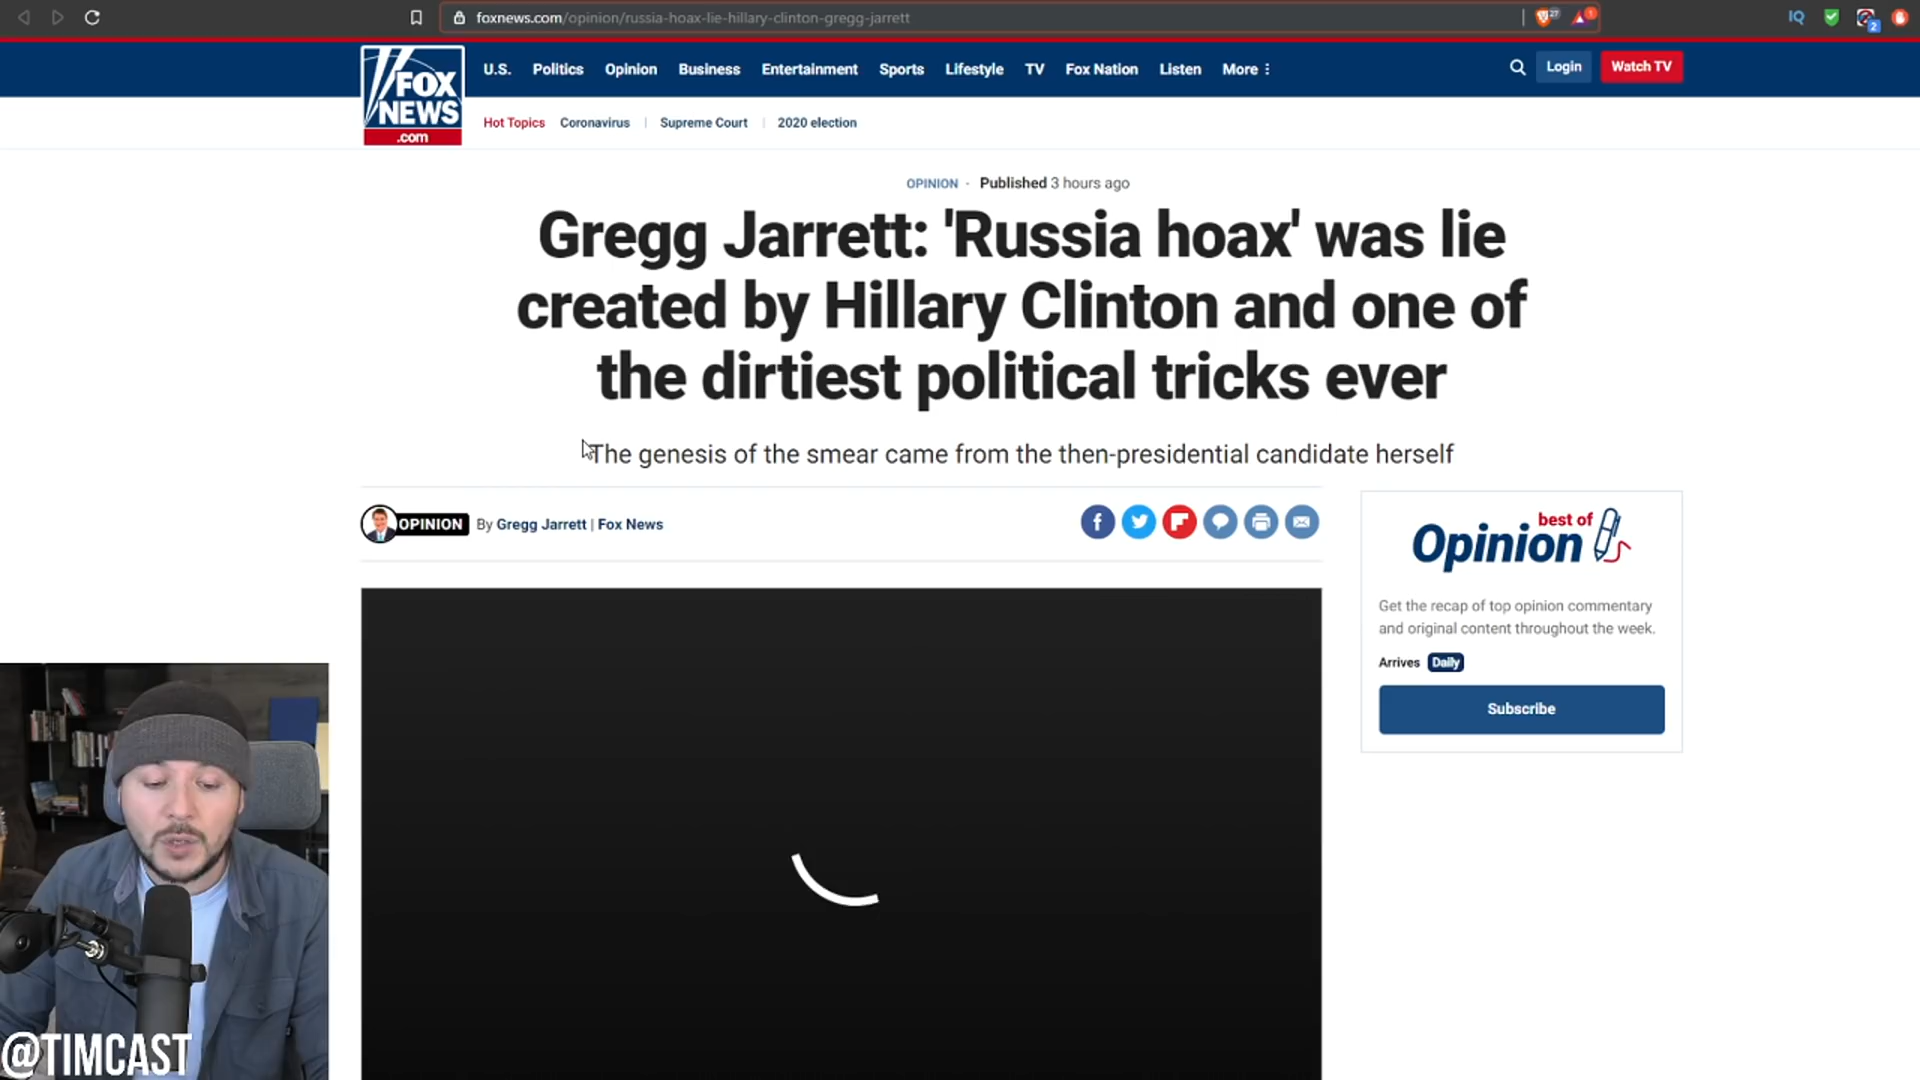 foxnews.com/opinion/russia-hoax-lie-hillary-clinton-gregg-jarrett
27
1
IQ
2
FOX
NEWS
.com
U.S. Politics Opinion Business Entertainment Sports Lifestyle TV Fox Nation Listen More
Login
Watch TV
Hot Topics Coronavirus | Supreme Court | 2020 election
OPINION · Published 3 hours ago
Gregg Jarrett: 'Russia hoax' was lie
created by Hillary Clinton and one of
the dirtiest political tricks ever
The genesis of the smear came from the then-presidential candidate herself
OPINION By Gregg Jarrett | Fox News
best of
Opinion
Get the recap of top opinion commentary
and original content throughout the week.
Arrives Daily
Subscribe
@TIMCAST